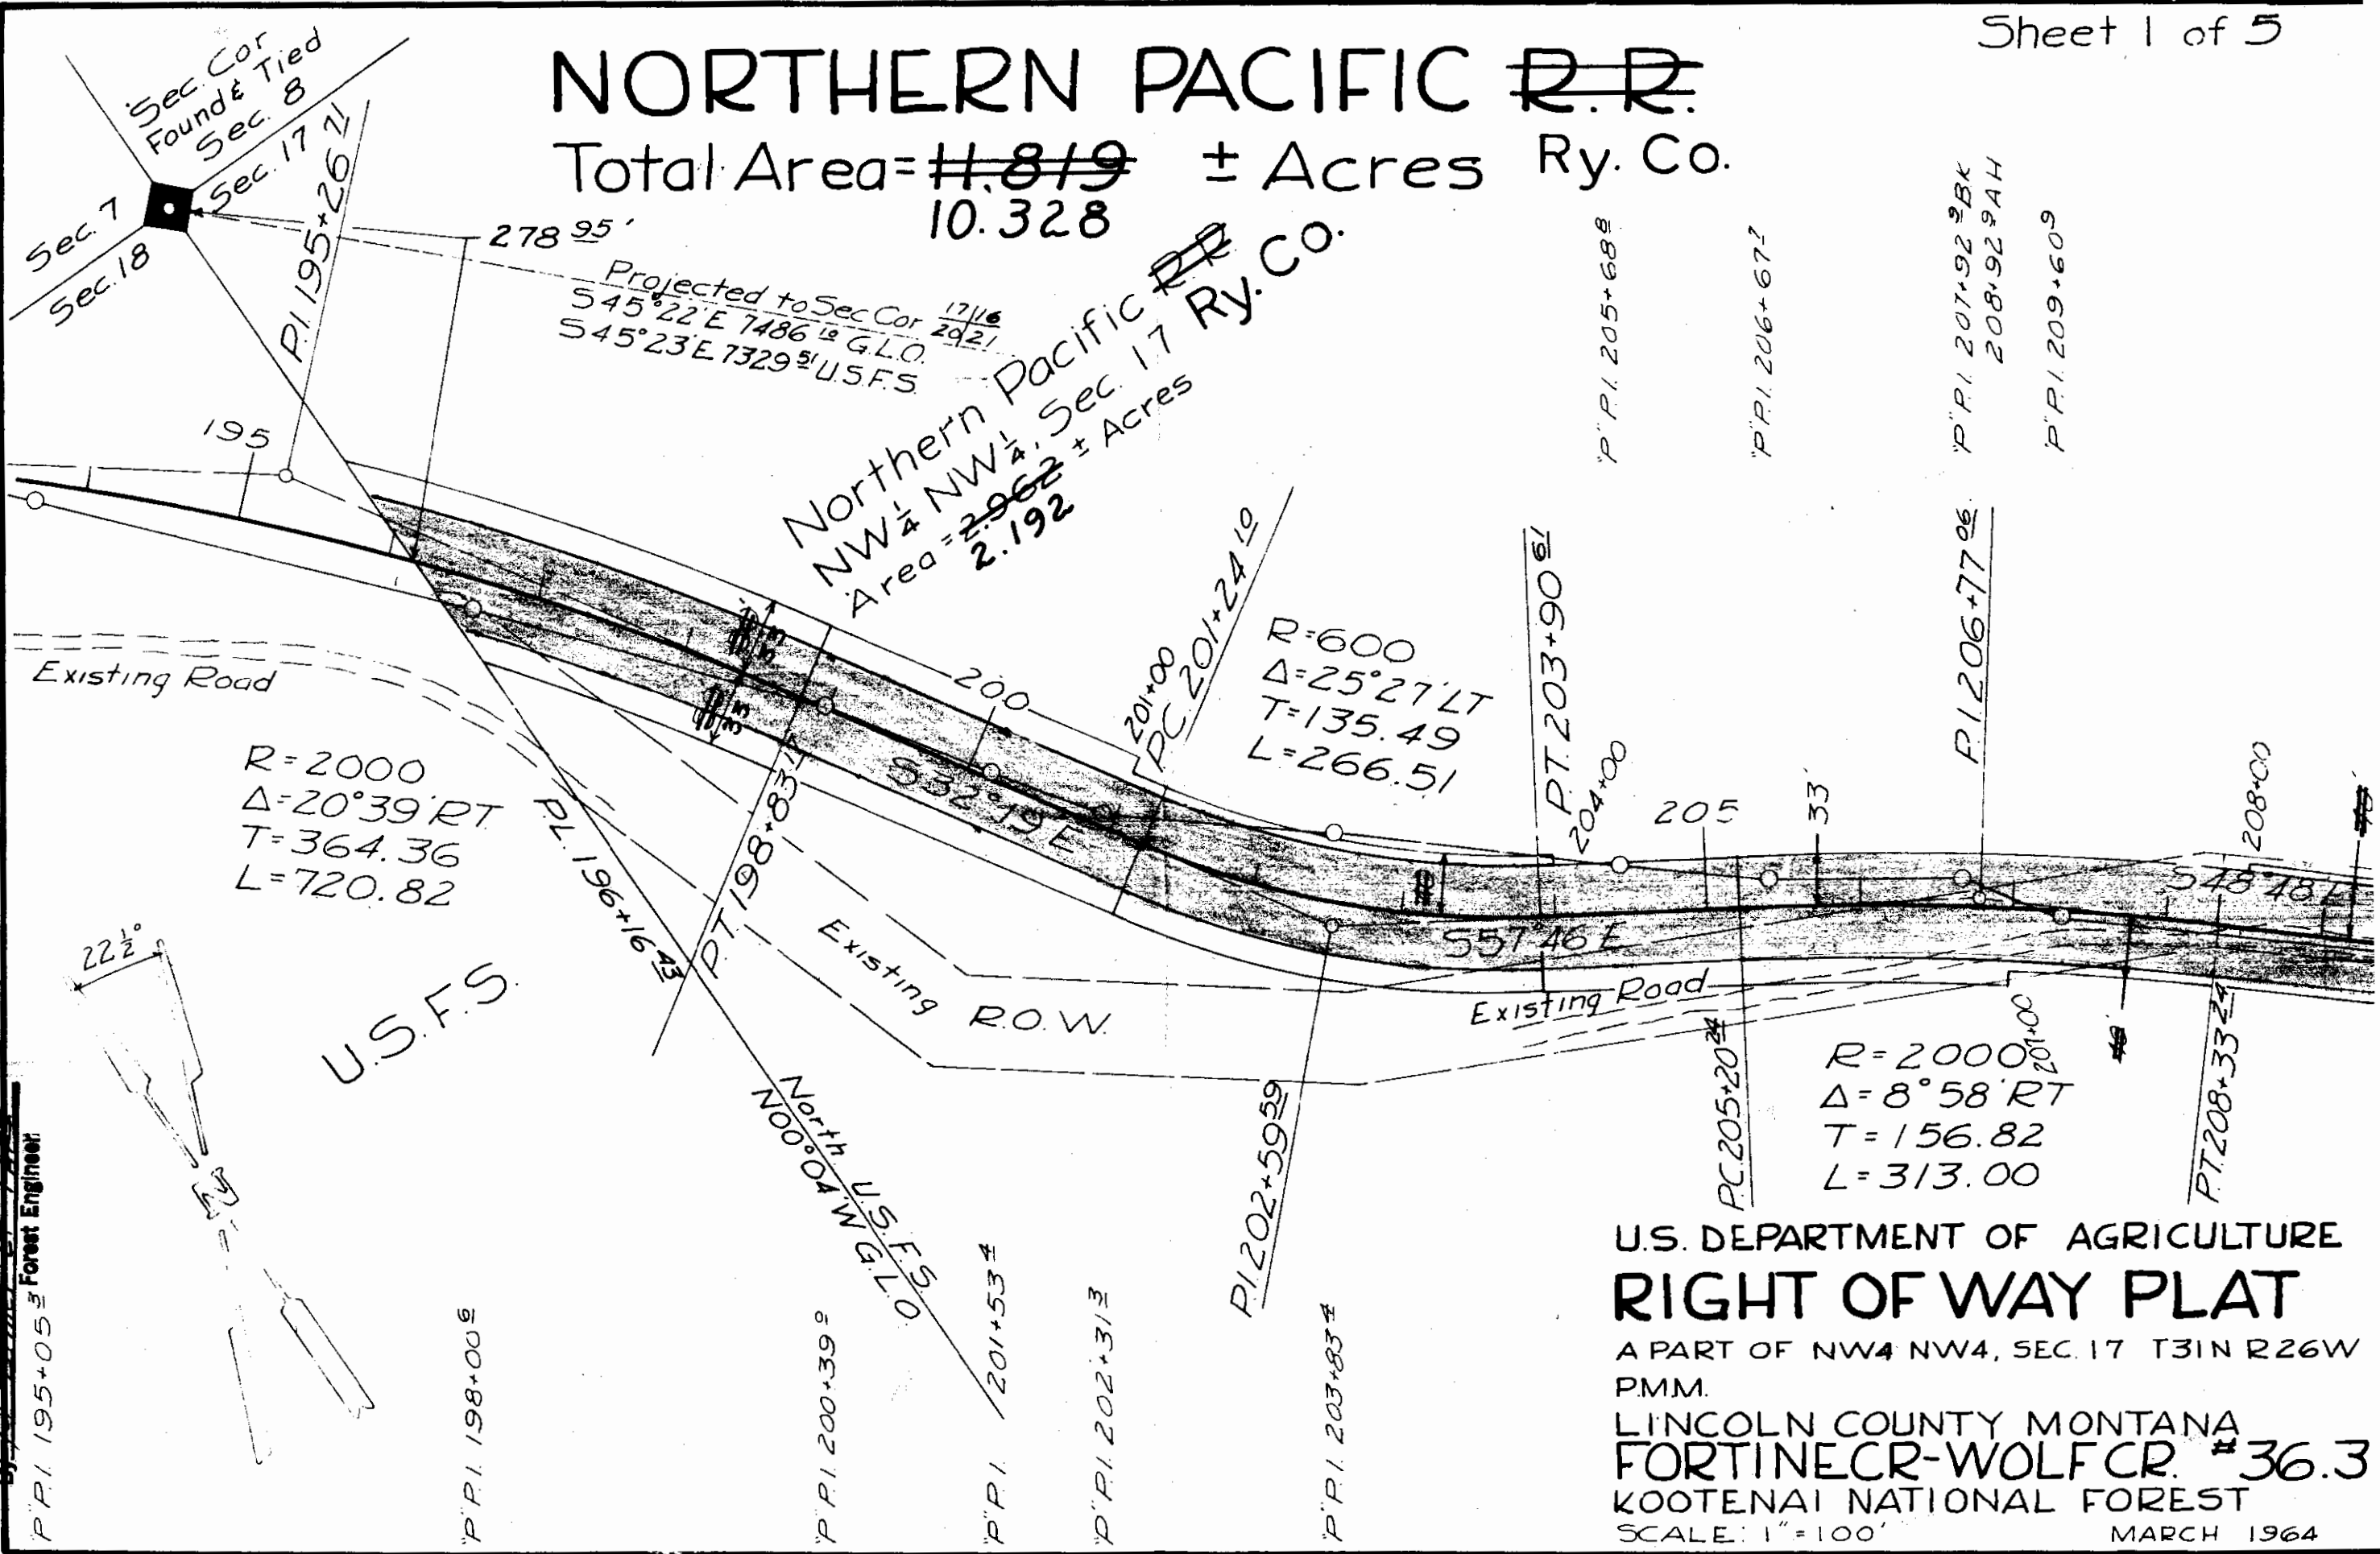 Sheet 1 of 5
NORTHERN PACIFIC R.R.
Ry. Co.
Total Area= 11.819 ± Acres
10.328
Sec. Cor
Found & Tied
Sec. 8
Sec. 17
Sec. 7
Sec. 18
P.I. 195+26 71
278 95'
Projected to Sec Cor 17|16
20|21
S45°22'E 7486 10 G.L.O.
S45°23'E 7329 51 U.S.F.S.
Northern Pacific RR
Ry. Co.
NW¼ NW¼, Sec. 17
Area = 2.962 ± Acres
2.192
"P" P.I. 205+68 8
"P" P.I. 206+67 7
"P" P.I. 207+92 9 BK
208+92 9 AH
"P" P.I. 209+60 9
195
200
201+00
P.C. 201+24 10
R=600
Δ=25°27'LT
T=135.49
L=266.51
P.T. 203+90 61
204+00
205
33'
P.I. 206+77 06
208+00
33
33
S32°19'E
S57°46'E
S48°48'E
Existing Road
R=2000
Δ=20°39'RT
T=364.36
L=720.82
P.L. 196+16 43
P.T. 198+83 17
Existing R.O.W.
Existing Road
22½°
U.S.F.S.
North U.S.F.S.
N00°04'W G.L.O.
P.I. 202+59 59
P.C. 205+20 24
207+00
P.T. 208+33 24
R=2000
Δ=8°58'RT
T=156.82
L=313.00
Forest Engineer
"P" P.I. 195+05 3
"P" P.I. 198+00 6
"P" P.I. 200+39 9
"P" P.I. 201+53 4
"P" P.I. 202+31 3
"P" P.I. 203+83 4
U.S. DEPARTMENT OF AGRICULTURE
RIGHT OF WAY PLAT
A PART OF NW4 NW4, SEC. 17 T31N R26W
P.M.M.
LINCOLN COUNTY MONTANA
FORTINE CR-WOLF CR. #36.3
KOOTENAI NATIONAL FOREST
SCALE: 1"=100' MARCH 1964